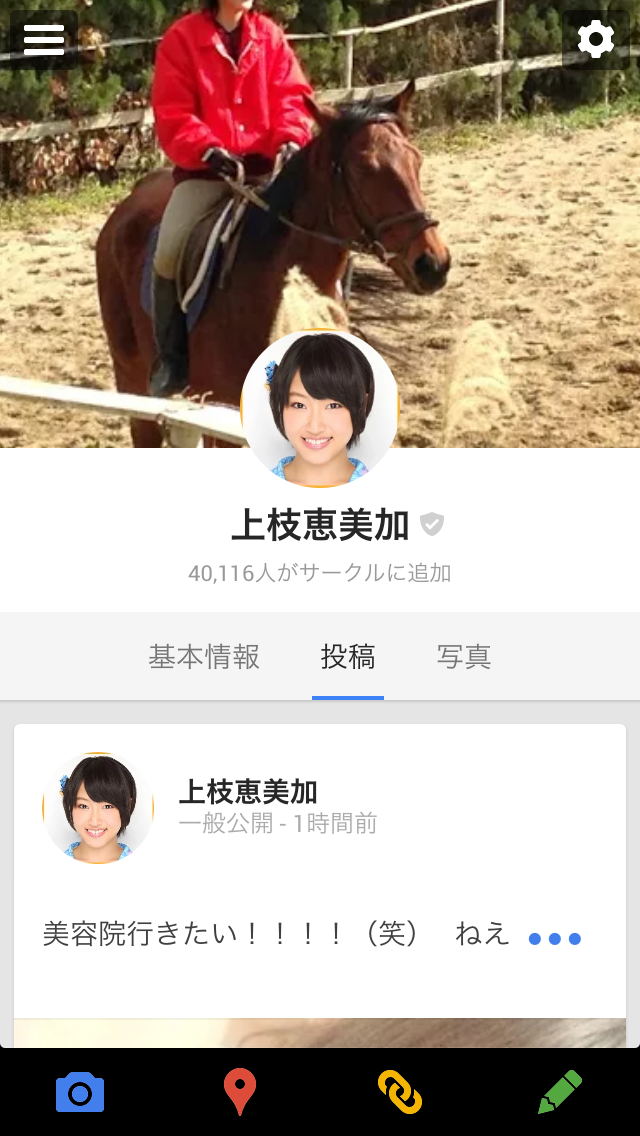 上枝恵美加
40,116人がサークルに追加
基本情報 投稿 写真
上枝恵美加
一般公開 - 1時間前
美容院行きたい！！！！（笑）　ねえ